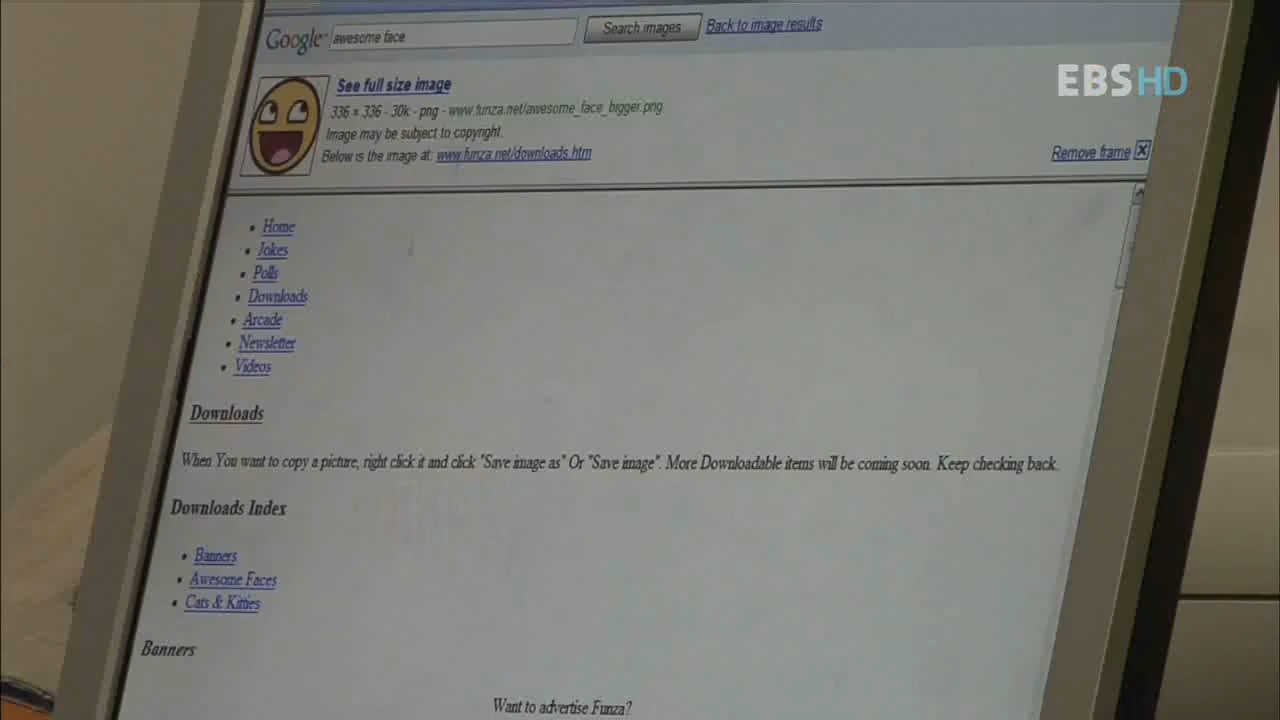 Google awesome face Search images Back to image results
EBS HD
See full size image
336 × 336 - 30k - png - www.funza.net/awesome_face_bigger.png
Image may be subject to copyright.
Below is the image at: www.funza.net/downloads.htm
Remove frame
Home
Jokes
Polls
Downloads
Arcade
Newsletter
Videos
Downloads
When You want to copy a picture, right click it and click "Save image as" Or "Save image". More Downloadable items will be coming soon. Keep checking back.
Downloads Index
Banners
Awesome Faces
Cats & Kitties
Banners
Want to advertise Funza?